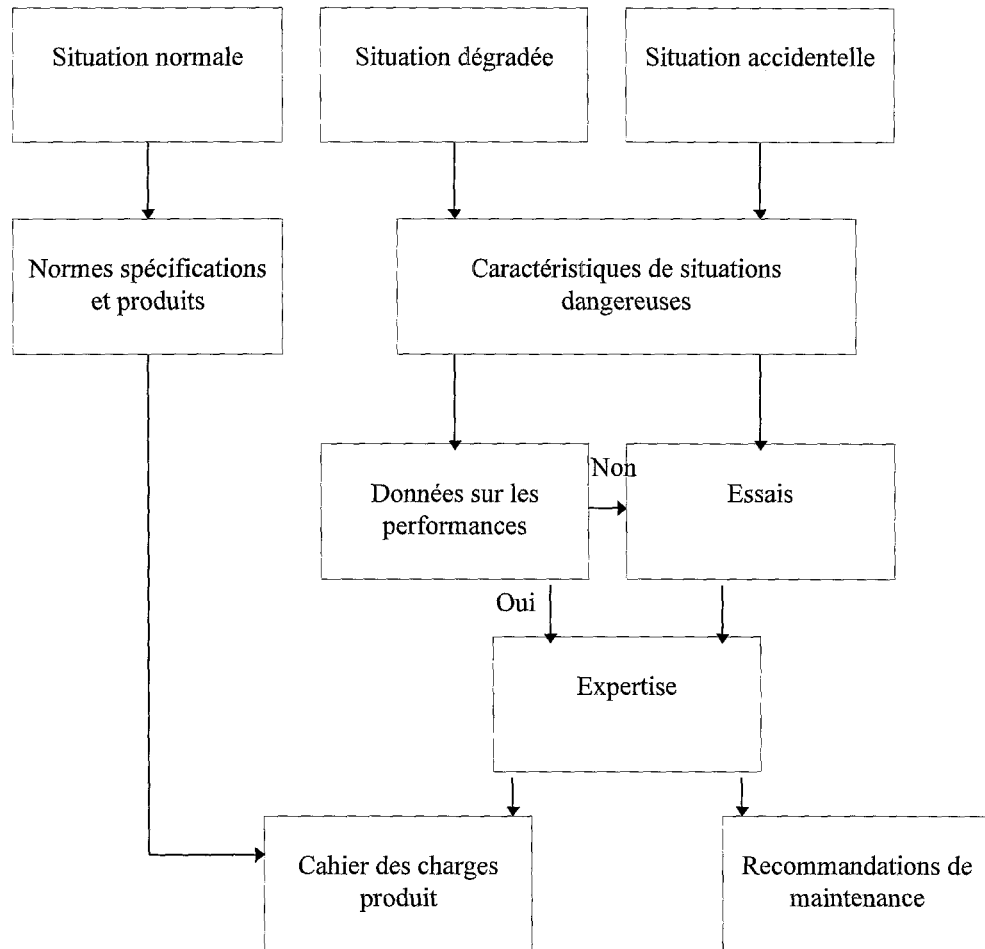 Situation normale
Situation dégradée
Situation accidentelle
Normes spécifications
et produits
Caractéristiques de situations
dangereuses
Données sur les
performances
Non
Essais
Oui
Expertise
Cahier des charges
produit
Recommandations de
maintenance